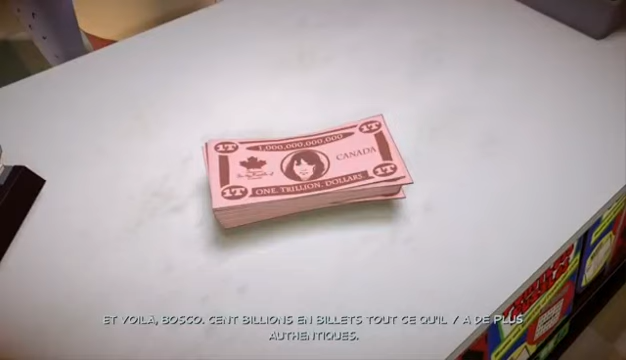 1T 1,000,000,000,000 1T
CANADA
1T ONE. TRILLION. DOLLARS 1T
ET VOILÀ, BOSCO. CENT BILLIONS EN BILLETS TOUT CE QU'IL Y A DE PLUS
AUTHENTIQUES.